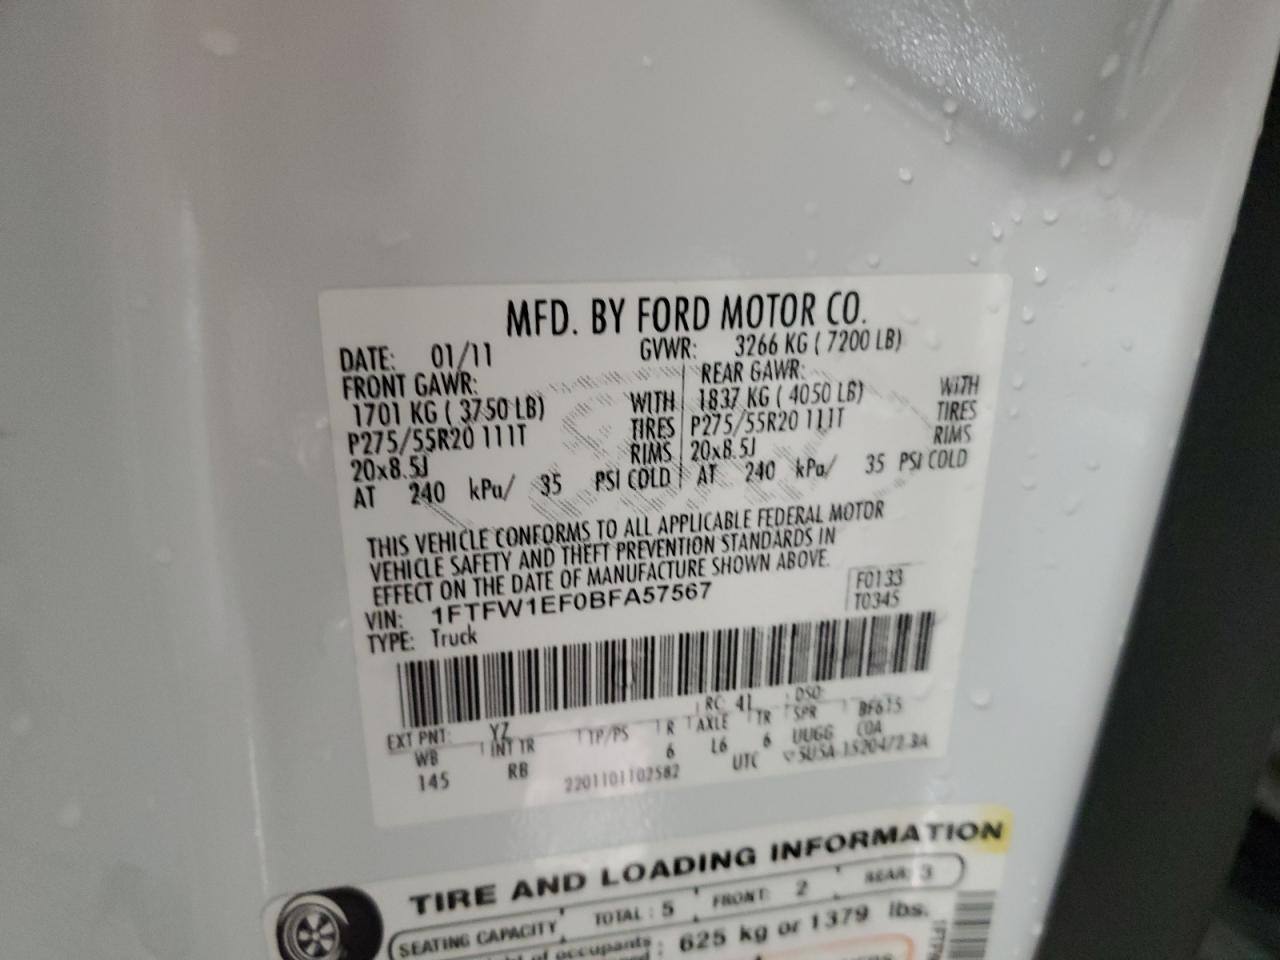 MFD. BY FORD MOTOR CO.
DATE: 01/11 GVWR: 3266 KG ( 7200 LB)
FRONT GAWR: REAR GAWR:
1701 KG ( 3750 LB) WITH 1837 KG ( 4050 LB) WITH
P275/55R20 111T TIRES P275/55R20 111T TIRES
20x8.5J RIMS 20x8.5J RIMS
AT 240 kPa/ 35 PSI COLD AT 240 kPa/ 35 PSI COLD
THIS VEHICLE CONFORMS TO ALL APPLICABLE FEDERAL MOTOR
VEHICLE SAFETY AND THEFT PREVENTION STANDARDS IN
EFFECT ON THE DATE OF MANUFACTURE SHOWN ABOVE.
VIN: 1FTFW1EF0BFA57567 F0133
TYPE: Truck T0345
RC 41 DSO:
EXT PNT: YZ
WB INT TR TP/PS R AXLE TR SPR BF615
145 RB 6 L6 6 UUGG COA
2201101102582 UTC
TIRE AND LOADING INFORMATION
SEATING CAPACITY TOTAL : 5 FRONT: 2 REAR: 3
of occupants : 625 kg or 1379 lbs.